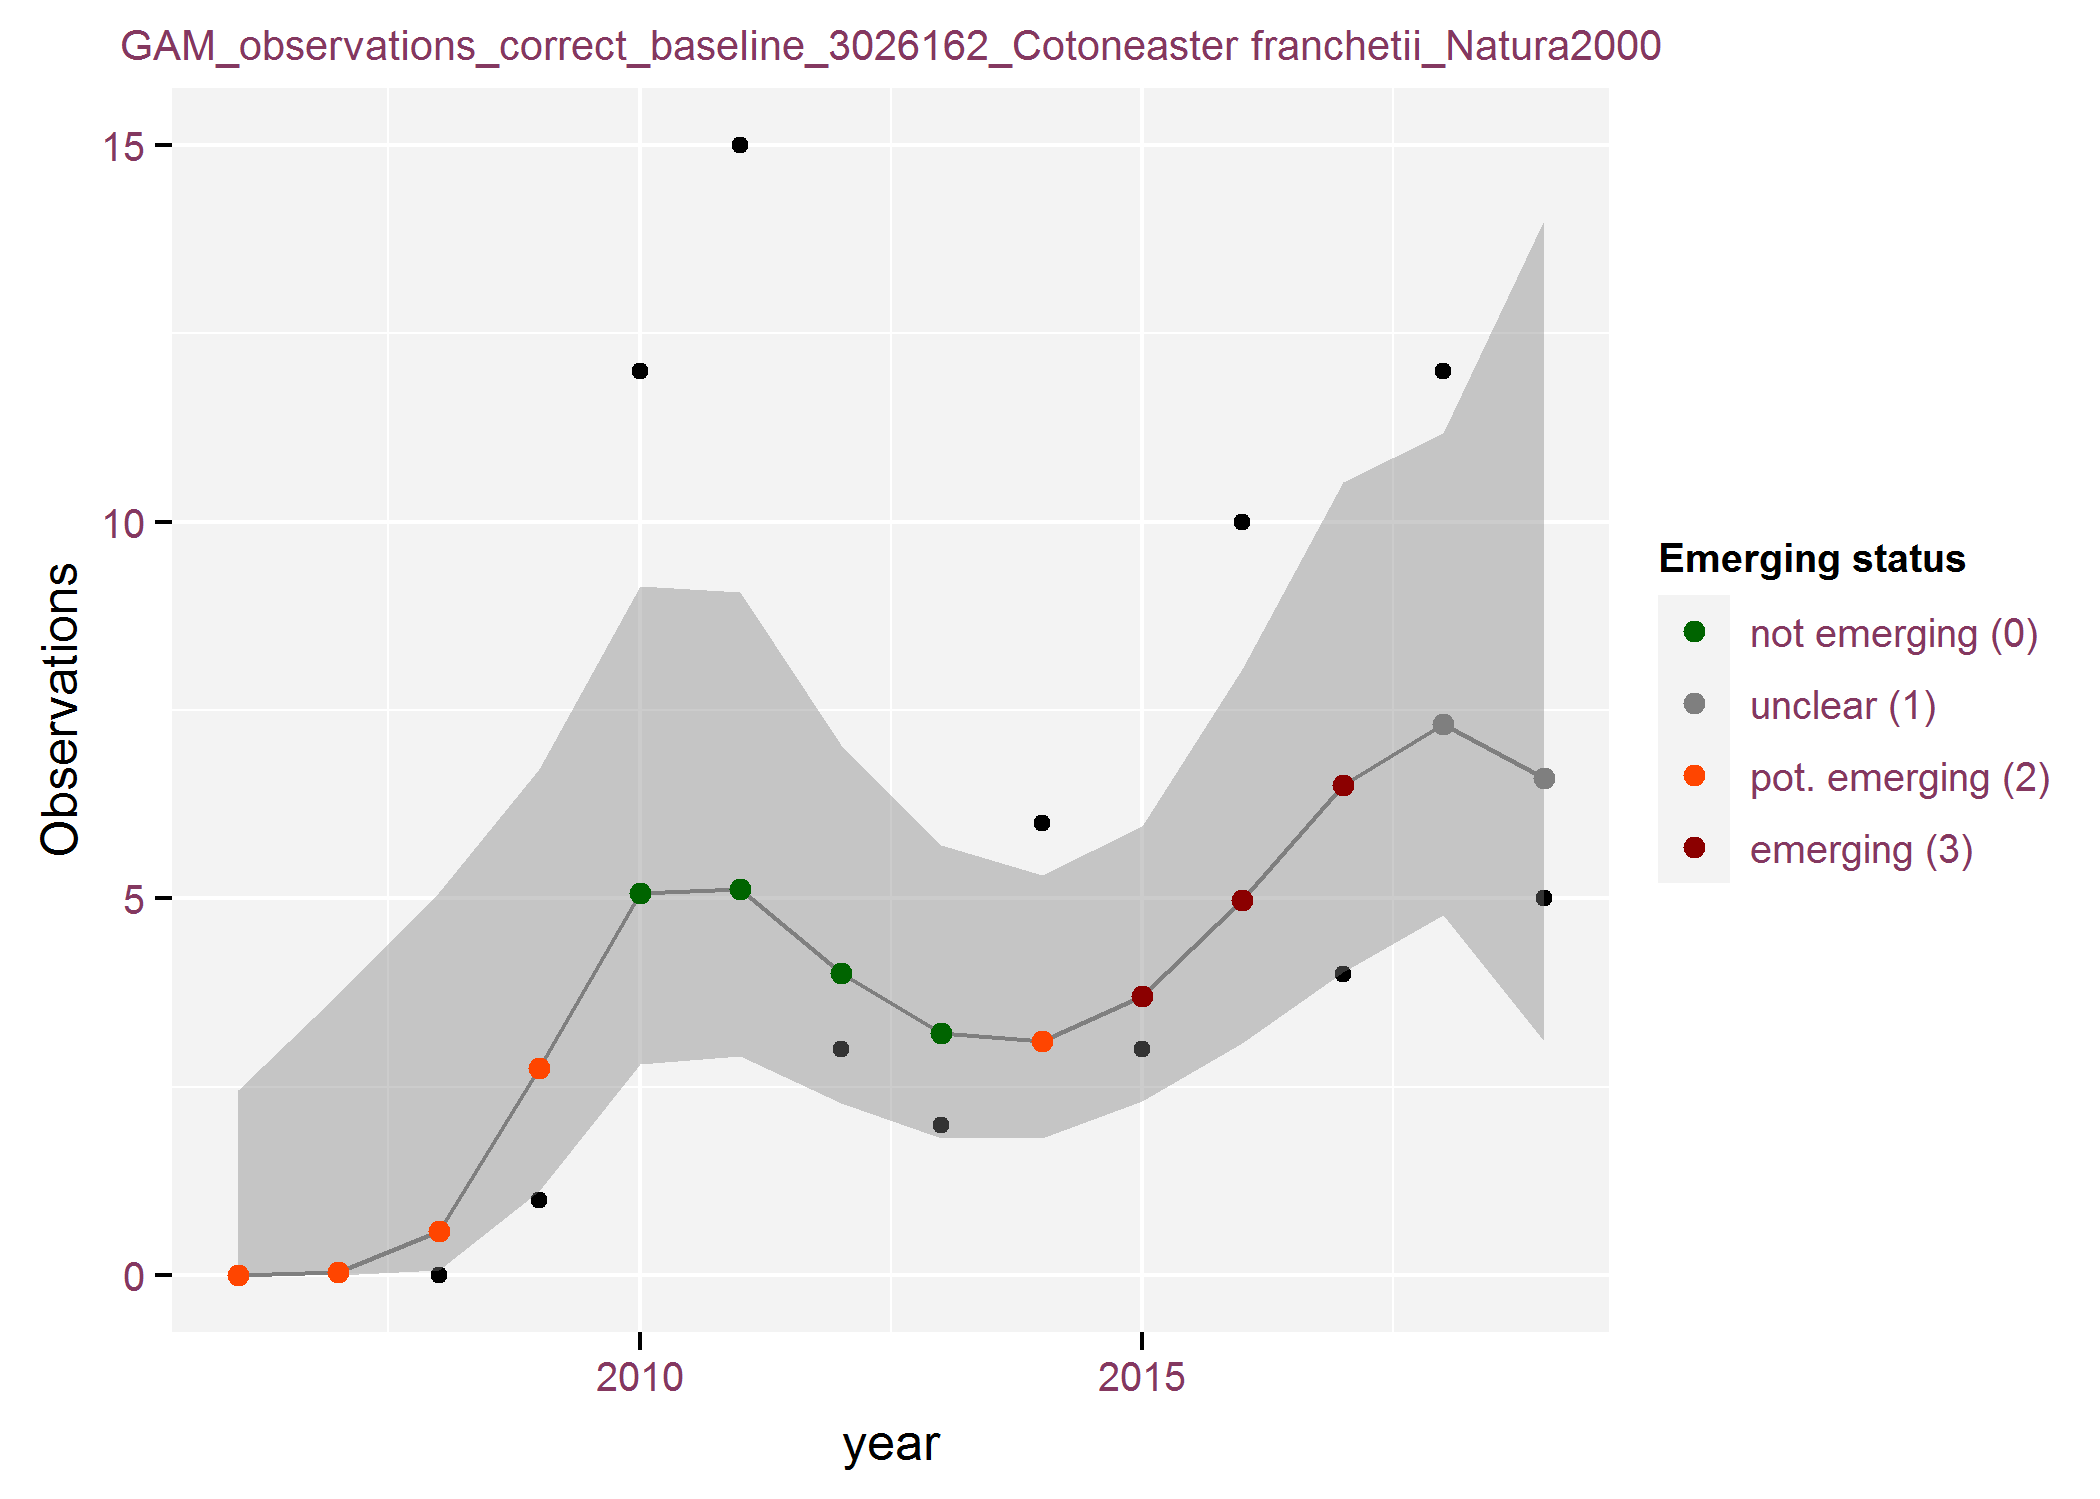 GAM_observations_correct_baseline_3026162_Cotoneaster franchetii_Natura2000
15
10
5
0
Observations
2010
2015
year
Emerging status
not emerging (0)
unclear (1)
pot. emerging (2)
emerging (3)